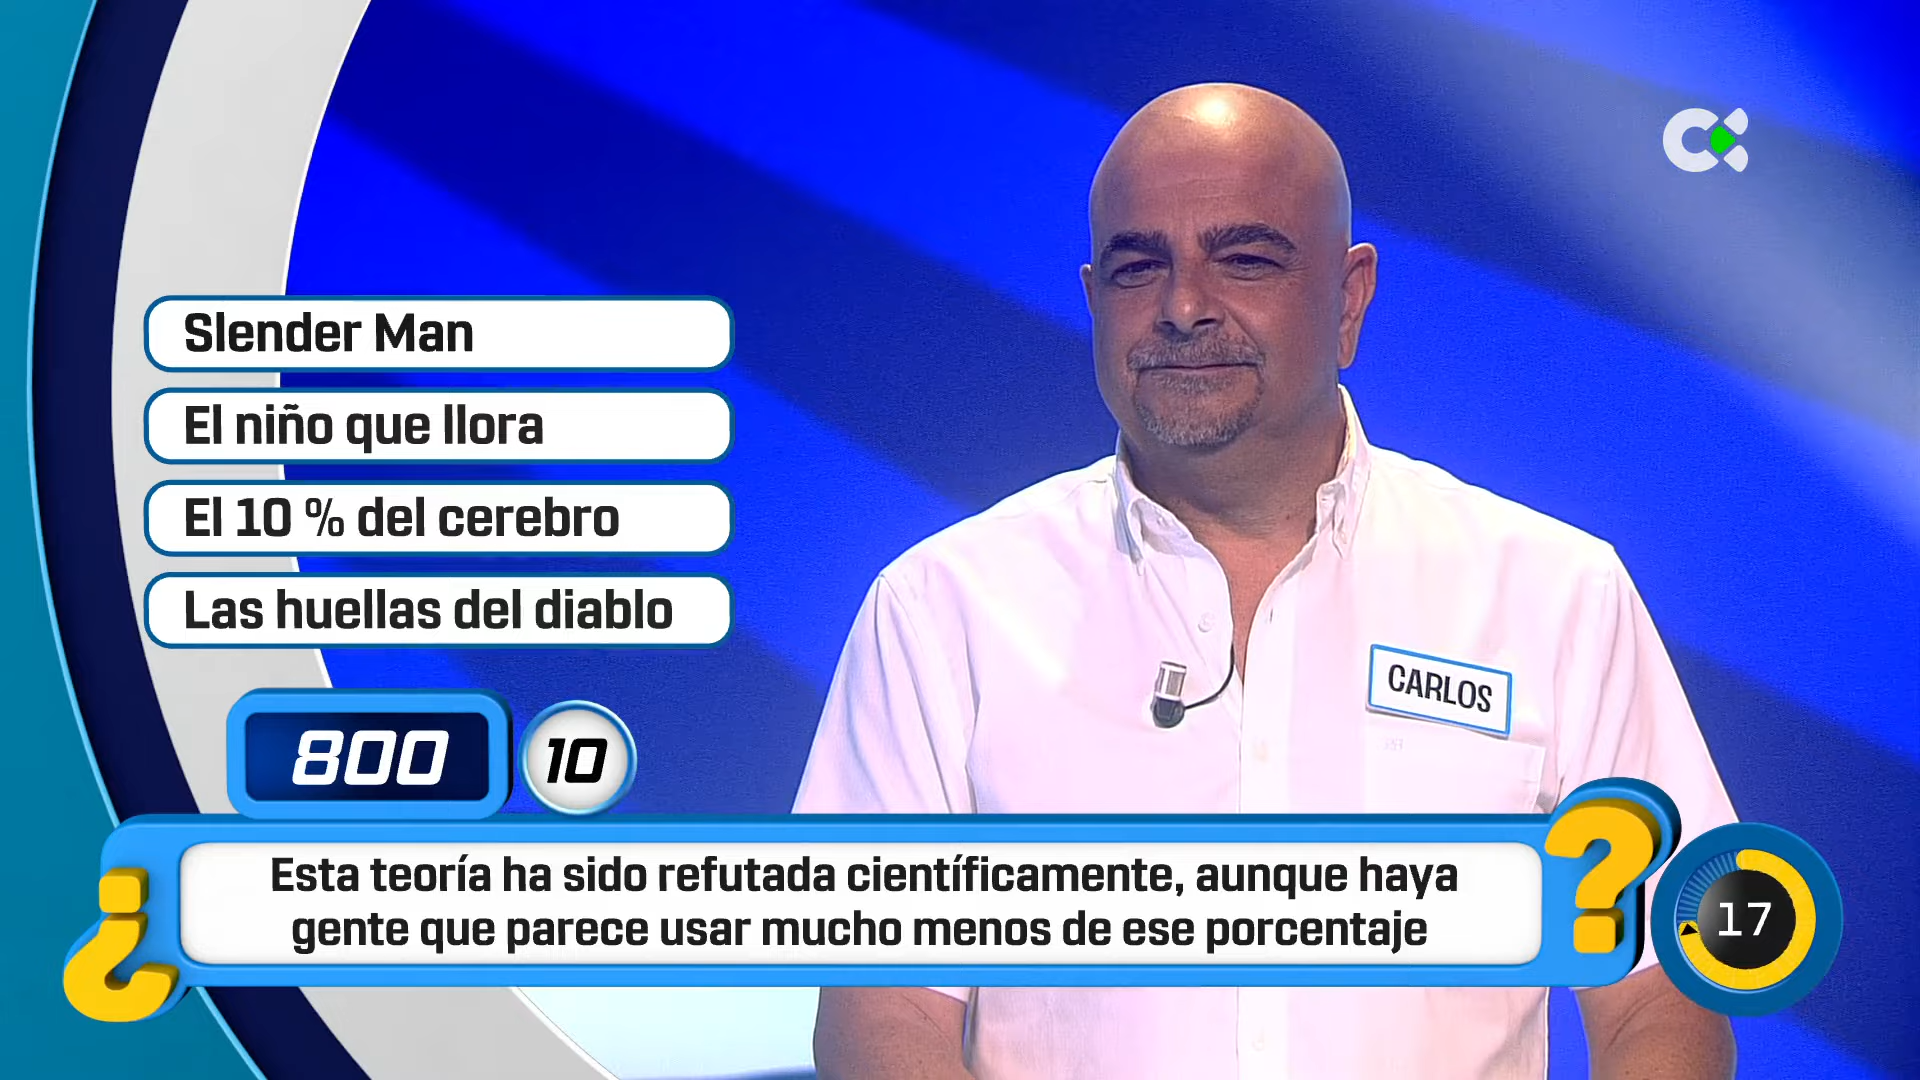 Slender Man
El niño que llora
El 10 % del cerebro
Las huellas del diablo
CARLOS
800
10
Esta teoría ha sido refutada científicamente, aunque haya
gente que parece usar mucho menos de ese porcentaje
17